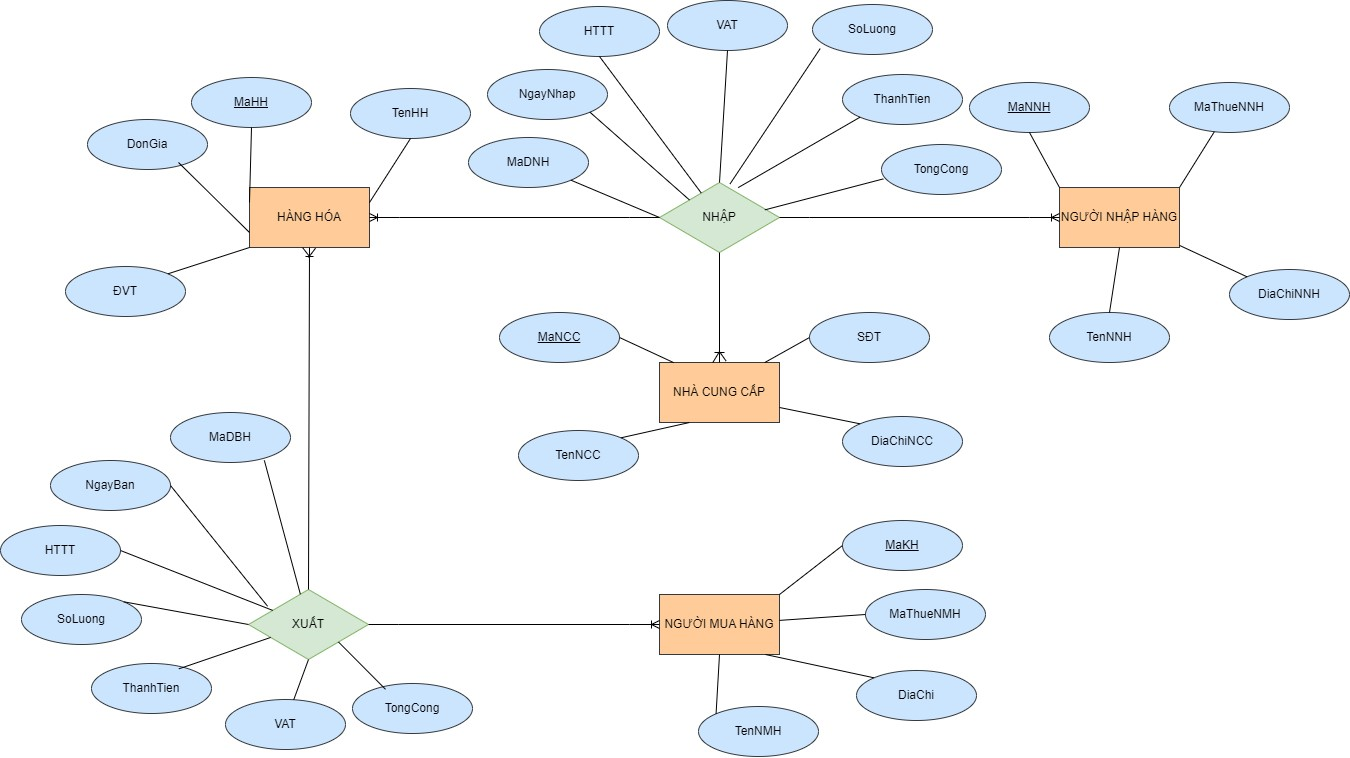 HTTT
VAT
SoLuong
NgayNhap
ThanhTien
MaHH
TenHH
MaNNH
MaThueNNH
DonGia
MaDNH
TongCong
HÀNG HÓA
NHẬP
NGƯỜI NHẬP HÀNG
ĐVT
DiaChiNNH
MaNCC
SĐT
TenNNH
NHÀ CUNG CẤP
MaDBH
TenNCC
DiaChiNCC
NgayBan
HTTT
MaKH
SoLuong
XUẤT
NGƯỜI MUA HÀNG
MaThueNMH
ThanhTien
VAT
TongCong
DiaChi
TenNMH